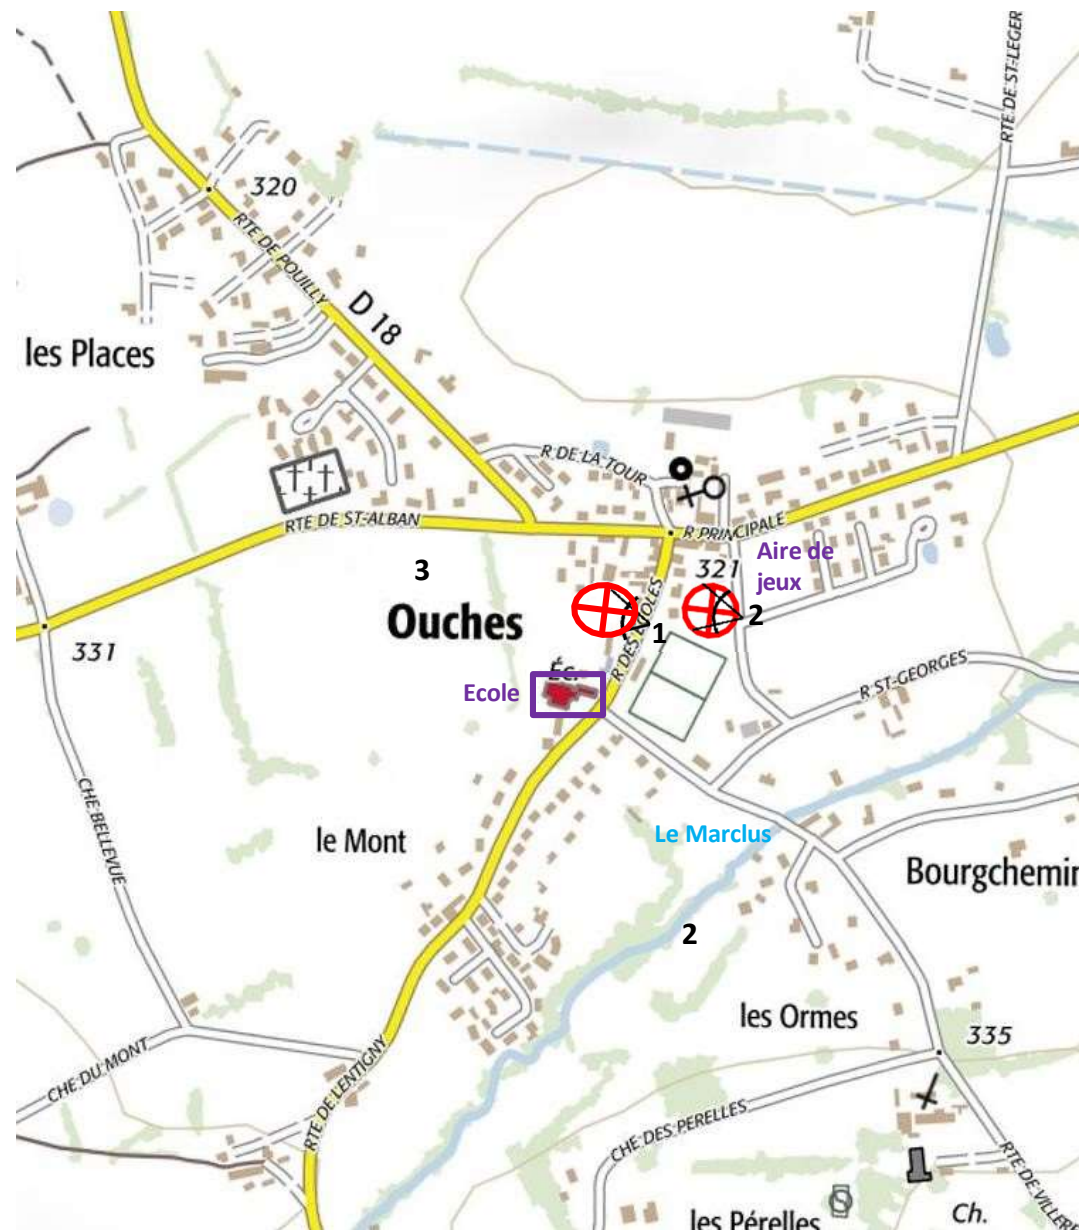 RTE DE ST-LEGER
320
RTE DE POUILLY
D 18
les Places
R DE LA TOUR
RTE DE ST-ALBAN
R PRINCIPALE
Aire de
jeux
321
3
Ouches
1
2
331
R DES
Éc.
Ecole
R ST-GEORGES
CHE BELLEVUE
le Mont
Le Marclus
Bourgchemin
2
les Ormes
335
CHE DU MONT
RTE DE LENTIGNY
CHE DES PERELLES
RTE DE VILLER
les Pérelles
Ch.